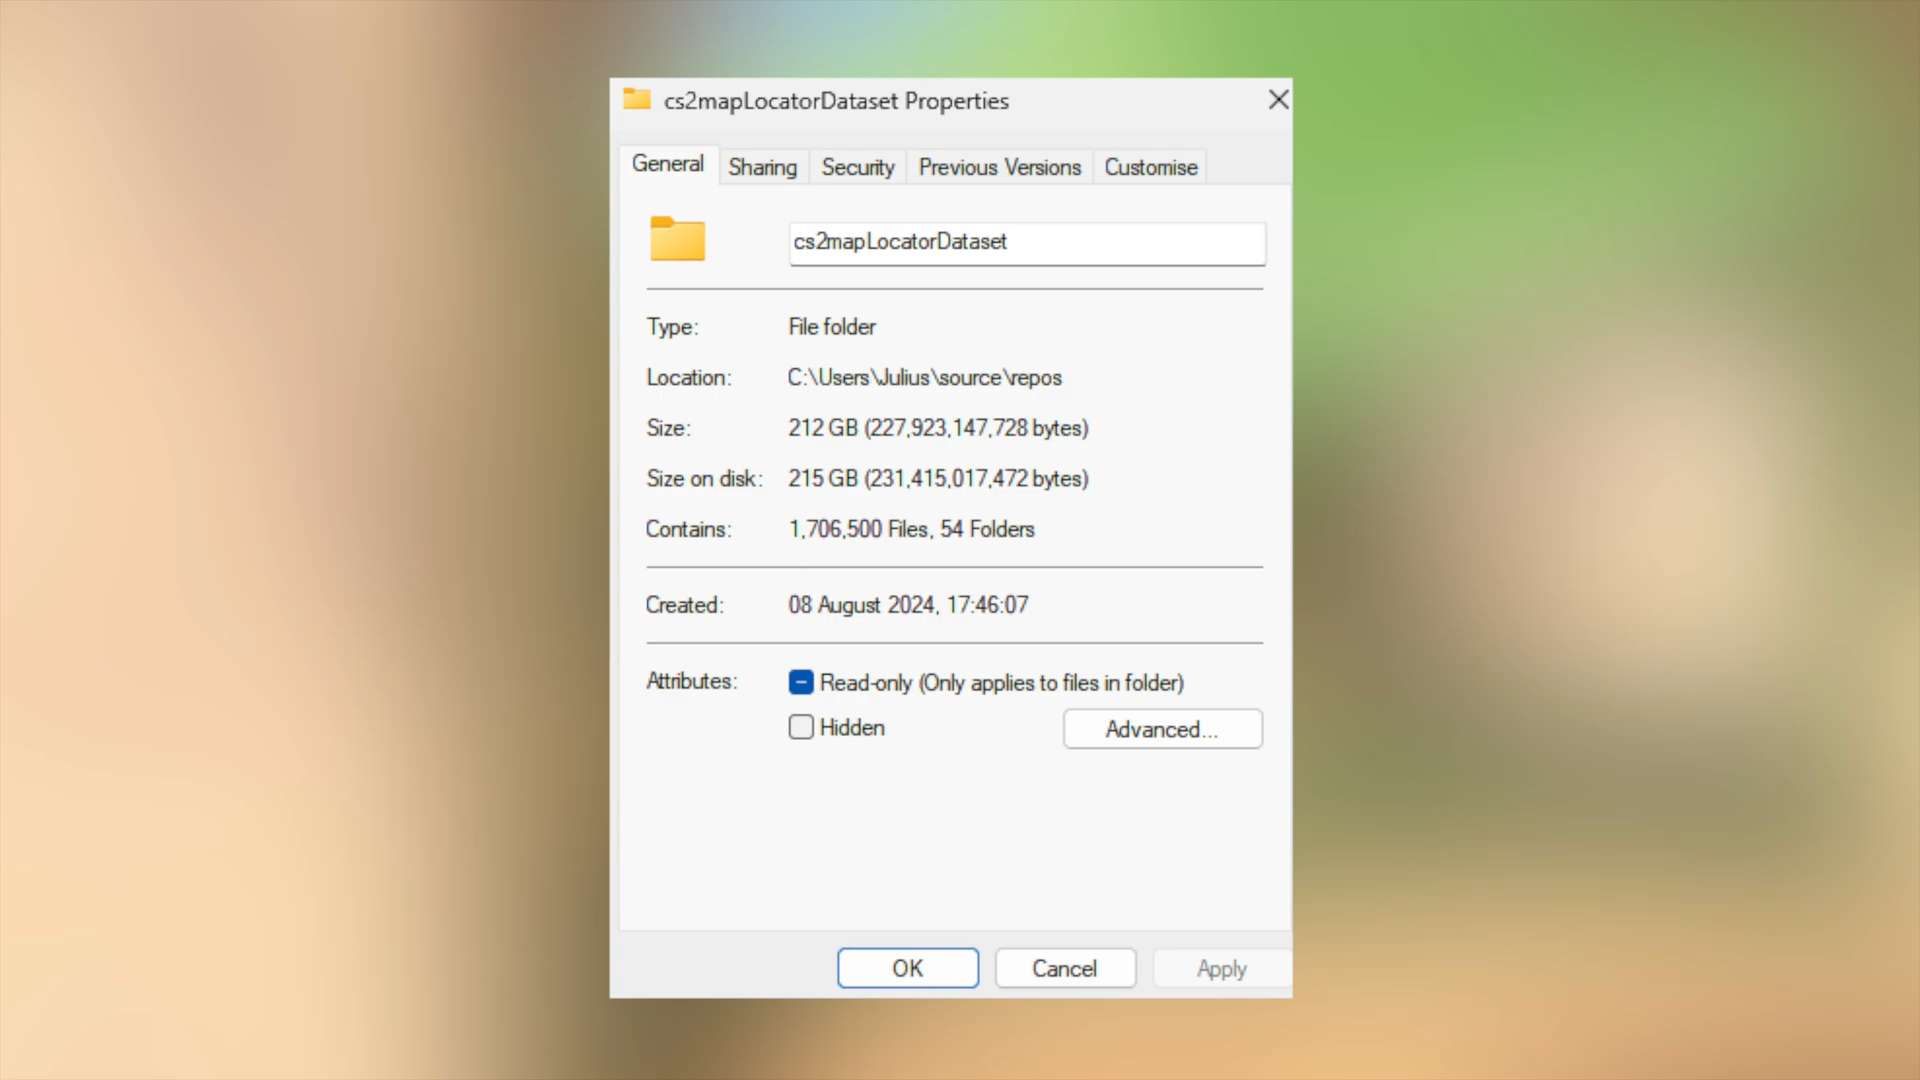 cs2mapLocatorDataset Properties
General Sharing Security Previous Versions Customise
cs2mapLocatorDataset
Type: File folder
Location: C:\Users\Julius\source\repos
Size: 212 GB (227,923,147,728 bytes)
Size on disk: 215 GB (231,415,017,472 bytes)
Contains: 1,706,500 Files, 54 Folders
Created: 08 August 2024, 17:46:07
Attributes: Read-only (Only applies to files in folder)
Hidden Advanced...
OK Cancel Apply